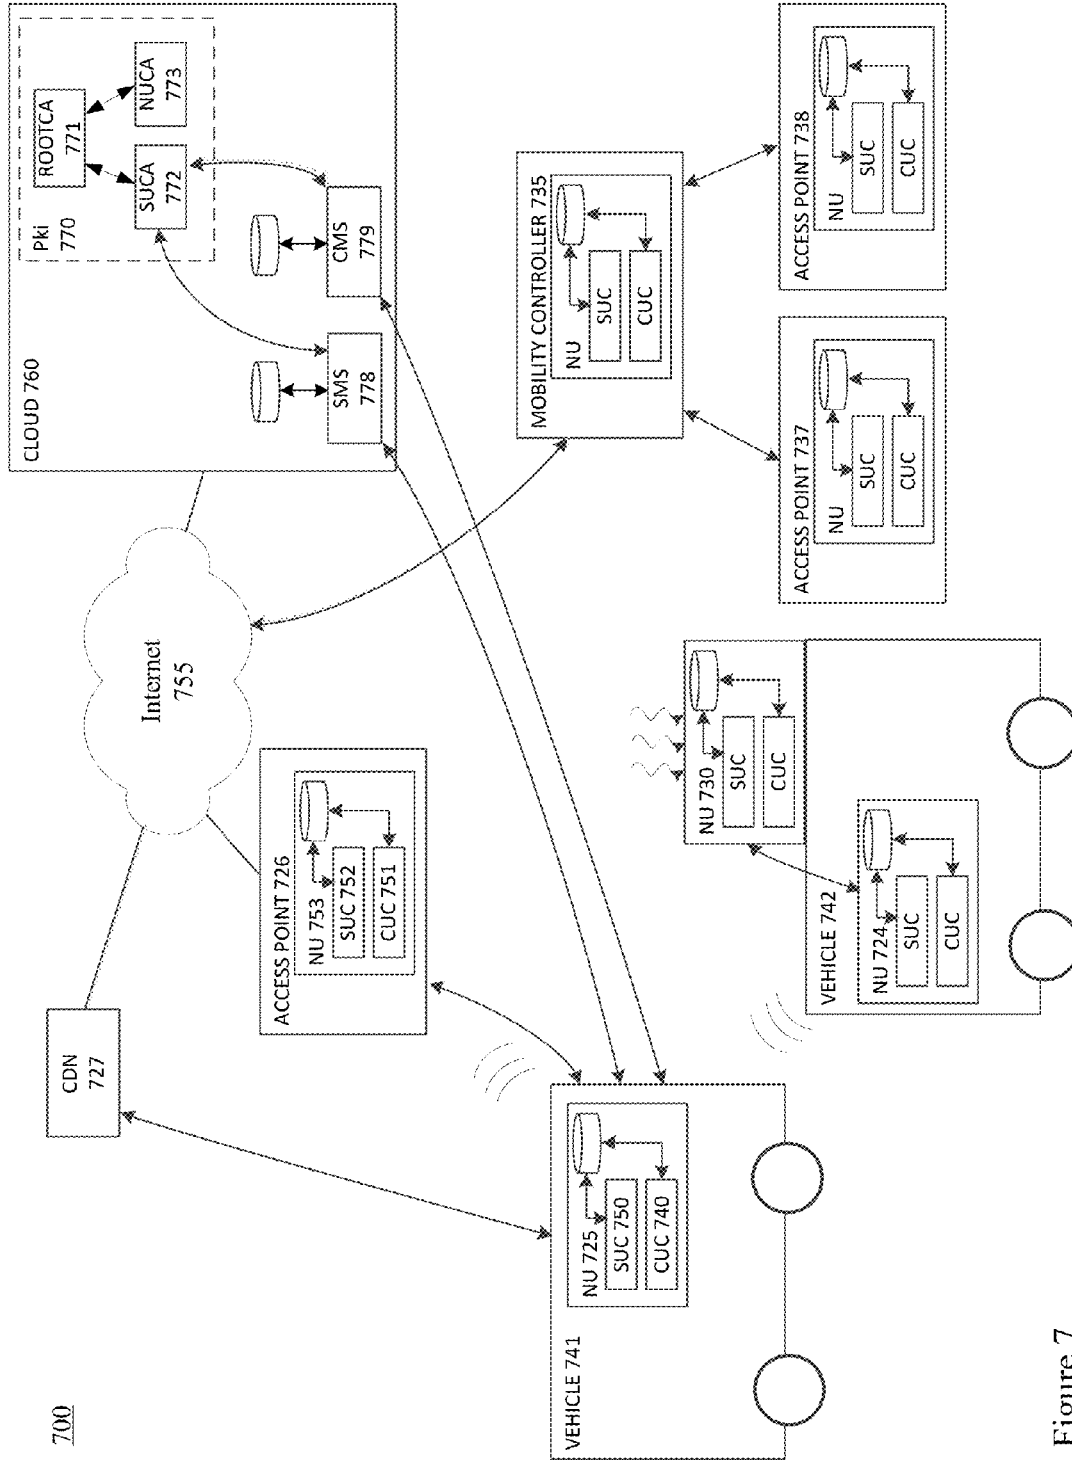 700
CDN
727
Internet
755
CLOUD 760
Pki
770
ROOTCA
771
SUCA
772
NUCA
773
SMS
778
CMS
779
ACCESS POINT 726
NU 753
SUC 752
CUC 751
MOBILITY CONTROLLER 735
NU
SUC
CUC
VEHICLE 741
NU 725
SUC 750
CUC 740
VEHICLE 742
NU 724
SUC
CUC
NU 730
SUC
CUC
ACCESS POINT 737
NU
SUC
CUC
ACCESS POINT 738
NU
SUC
CUC
Figure 7